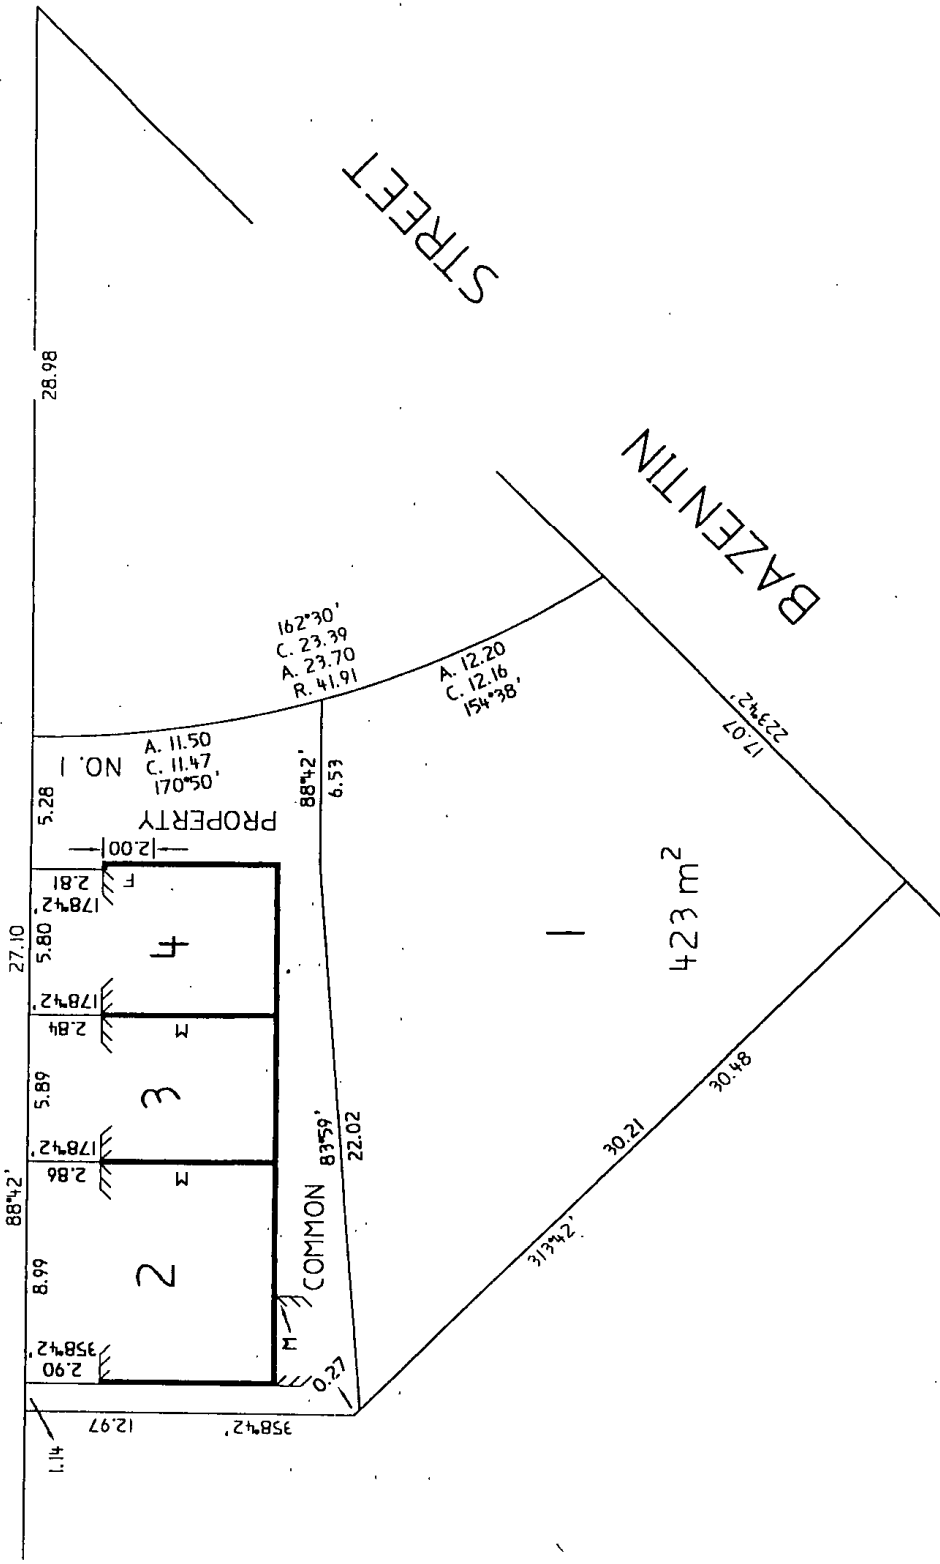 28.98
STREET
BAZENTIN
162°30'
C. 23.39
A. 23.70
R. 41.91
A. 12.20
C. 12.16
154°38'
A. 11.50
C. 11.47
170°50'
NO. 1
5.28
PROPERTY
88°42'
6.53
17.07
223°42'
2.00
F
2.81
178°42'
27.10
5.80
4
1
423 m²
178°42'
2.84
M
5.89
3
178°42'
2.86
M
83°59'
22.02
COMMON
30.48
30.21
313°42'
88°42'
8.99
2
358°42'
2.90
M
0.27
12.97
358°42'
1.14